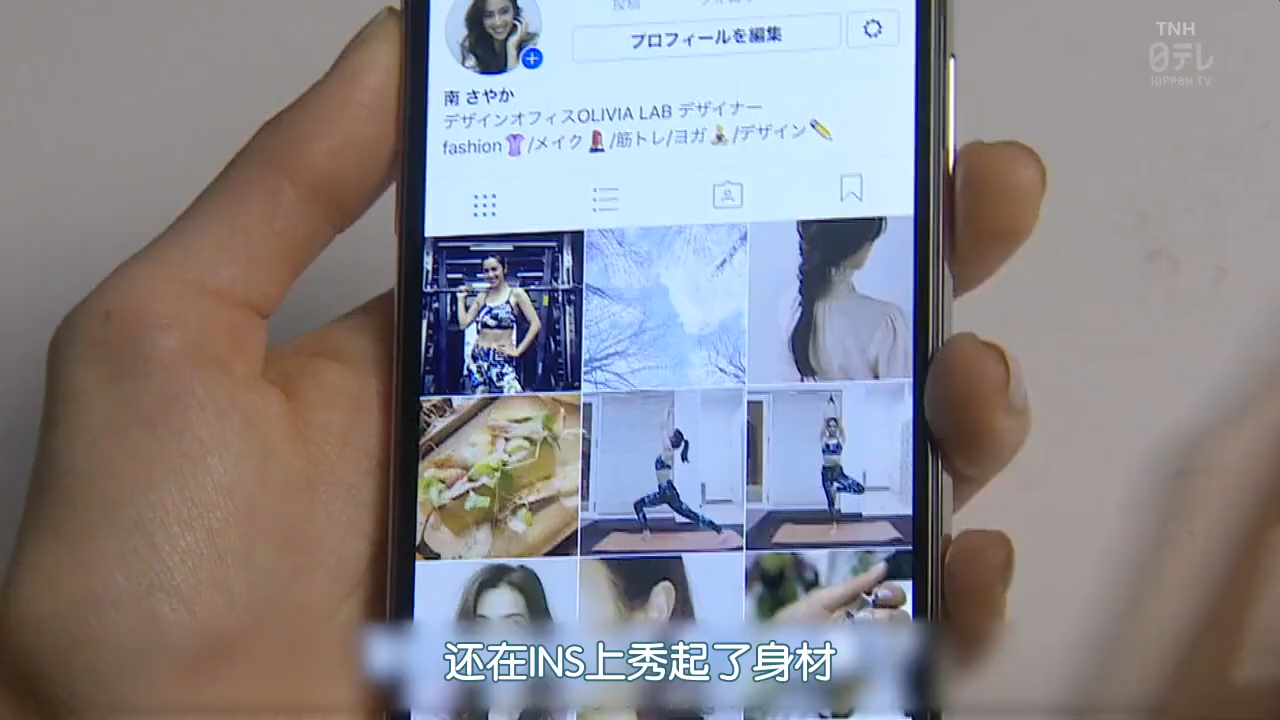 TNH
日テレ
NIPPON TV
投稿
プロフィールを編集
南 さやか
デザインオフィスOLIVIA LAB デザイナー
fashion👚/メイク💄/筋トレ/ヨガ🧘/デザイン✏️
还在INS上秀起了身材